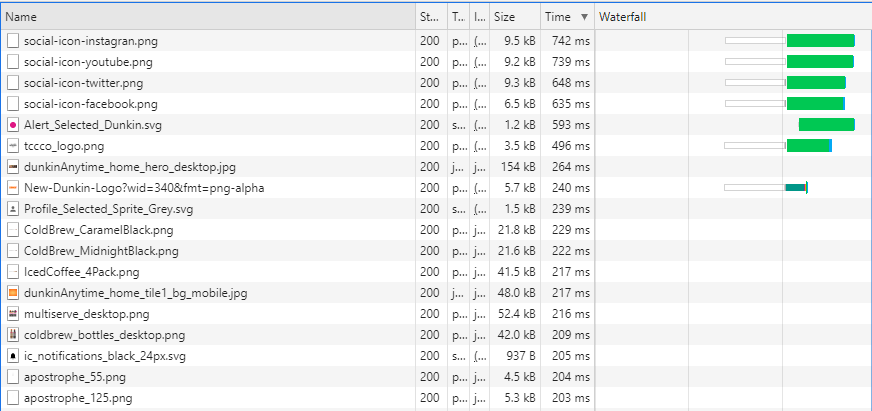 Name St... T... I... Size Time ▼ Waterfall
social-icon-instagran.png 200 p... (... 9.5 kB 742 ms
social-icon-youtube.png 200 p... (... 9.2 kB 739 ms
social-icon-twitter.png 200 p... (... 9.3 kB 648 ms
social-icon-facebook.png 200 p... (... 6.5 kB 635 ms
Alert_Selected_Dunkin.svg 200 s... (... 1.2 kB 593 ms
tccco_logo.png 200 p... (... 3.5 kB 496 ms
dunkinAnytime_home_hero_desktop.jpg 200 j... j... 154 kB 264 ms
New-Dunkin-Logo?wid=340&fmt=png-alpha 200 p... (... 5.7 kB 240 ms
Profile_Selected_Sprite_Grey.svg 200 s... (... 1.5 kB 239 ms
ColdBrew_CaramelBlack.png 200 p... j... 21.8 kB 229 ms
ColdBrew_MidnightBlack.png 200 p... j... 21.6 kB 222 ms
IcedCoffee_4Pack.png 200 p... j... 41.5 kB 217 ms
dunkinAnytime_home_tile1_bg_mobile.jpg 200 j... j... 48.0 kB 217 ms
multiserve_desktop.png 200 p... j... 52.4 kB 216 ms
coldbrew_bottles_desktop.png 200 p... j... 42.0 kB 209 ms
ic_notifications_black_24px.svg 200 s... (... 937 B 205 ms
apostrophe_55.png 200 p... j... 4.5 kB 204 ms
apostrophe_125.png 200 p... j... 5.3 kB 203 ms